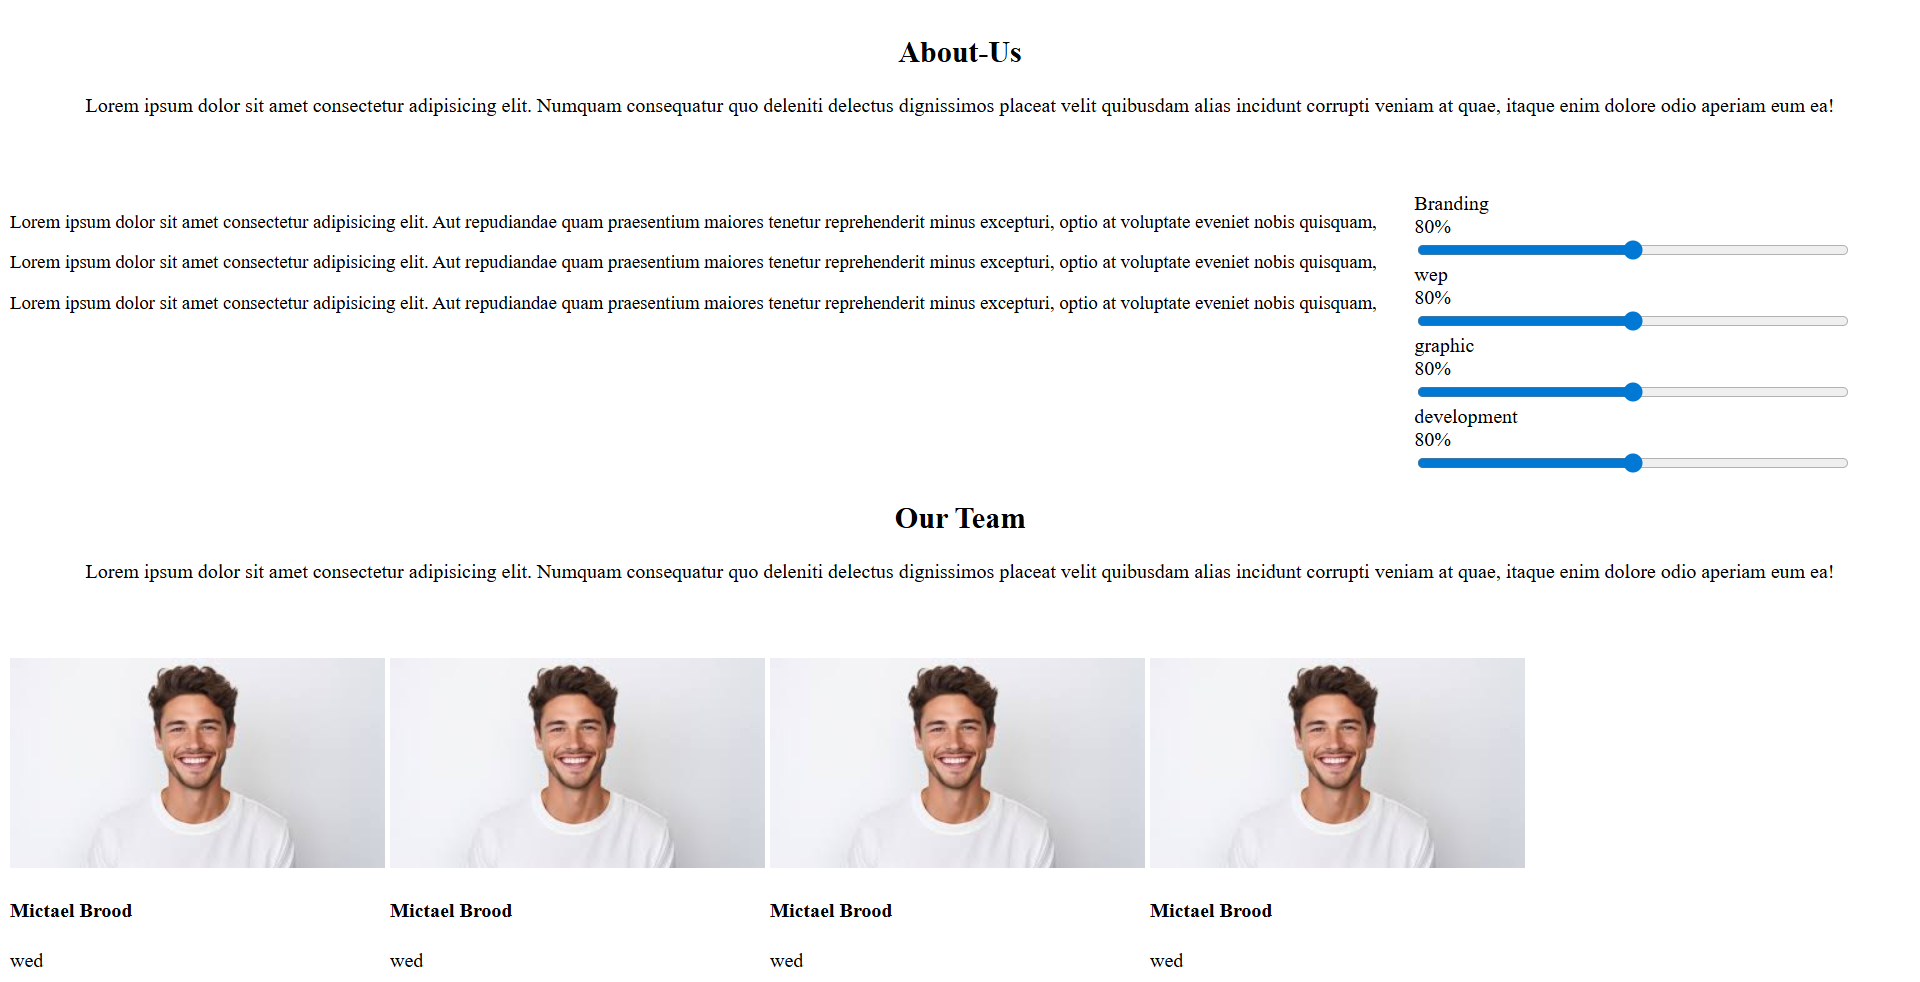 About-Us
Lorem ipsum dolor sit amet consectetur adipisicing elit. Numquam consequatur quo deleniti delectus dignissimos placeat velit quibusdam alias incidunt corrupti veniam at quae, itaque enim dolore odio aperiam eum ea!
Lorem ipsum dolor sit amet consectetur adipisicing elit. Aut repudiandae quam praesentium maiores tenetur reprehenderit minus excepturi, optio at voluptate eveniet nobis quisquam,
Lorem ipsum dolor sit amet consectetur adipisicing elit. Aut repudiandae quam praesentium maiores tenetur reprehenderit minus excepturi, optio at voluptate eveniet nobis quisquam,
Lorem ipsum dolor sit amet consectetur adipisicing elit. Aut repudiandae quam praesentium maiores tenetur reprehenderit minus excepturi, optio at voluptate eveniet nobis quisquam,
Branding
80%
wep
80%
graphic
80%
development
80%
Our Team
Lorem ipsum dolor sit amet consectetur adipisicing elit. Numquam consequatur quo deleniti delectus dignissimos placeat velit quibusdam alias incidunt corrupti veniam at quae, itaque enim dolore odio aperiam eum ea!
Mictael Brood
wed
Mictael Brood
wed
Mictael Brood
wed
Mictael Brood
wed